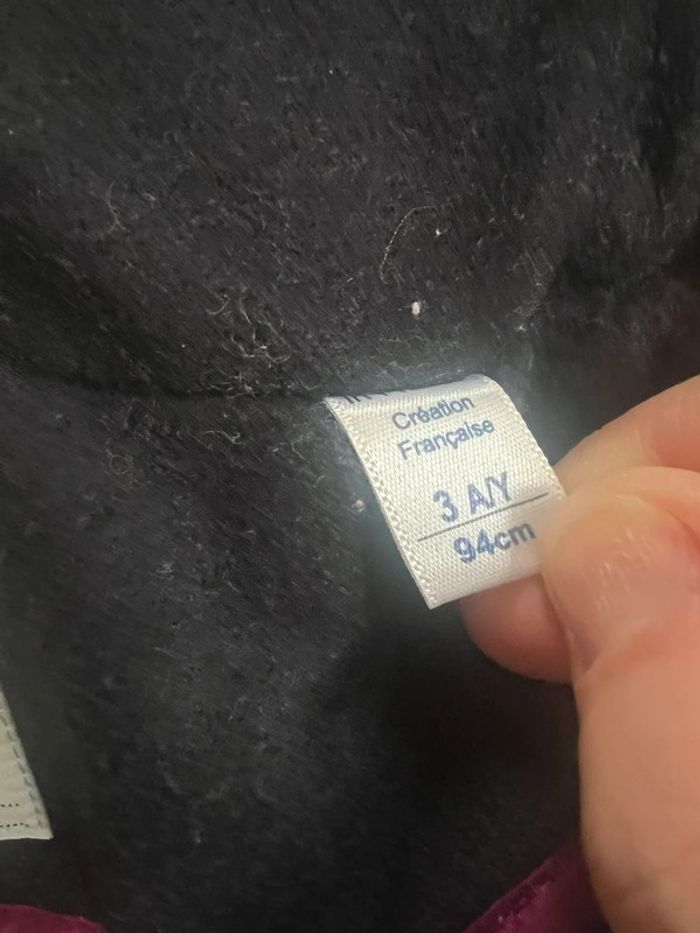 Création
Française
3 A/Y
94cm